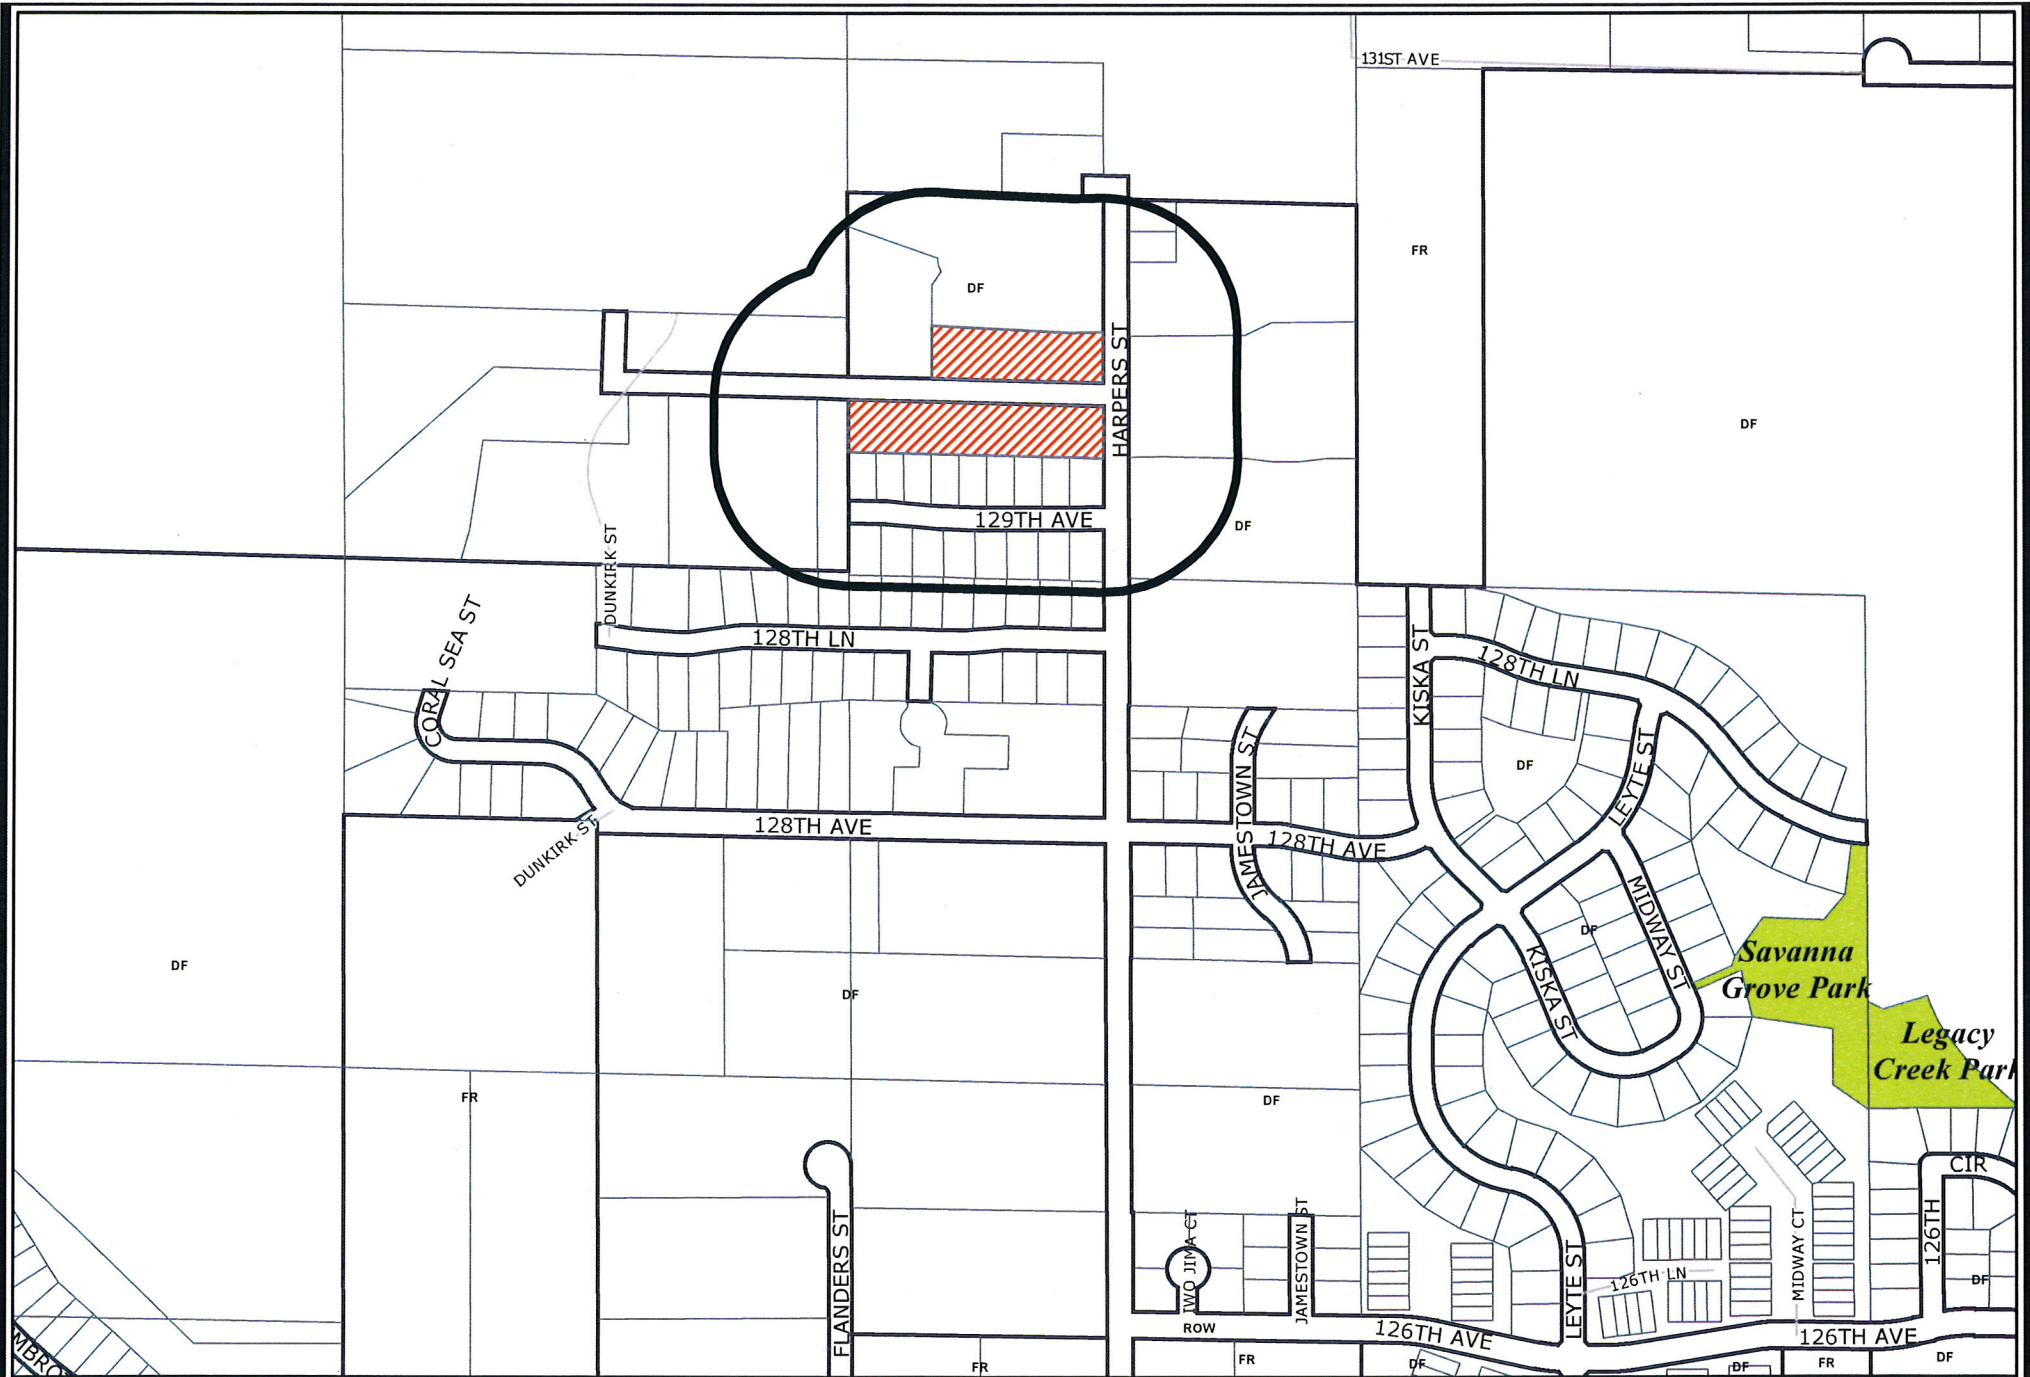 131ST AVE
FR
DF
HARPERS ST
DF
129TH AVE
DF
DUNKIRK ST
CORAL SEA ST
128TH LN
KISKA ST
128TH LN
LEYTE ST
DF
JAMESTOWN ST
128TH AVE
128TH AVE
DUNKIRK ST
MIDWAY ST
DF
KISKA ST
Savanna
Grove Park
Legacy
Creek Par
DF
DF
FR
DF
CIR
126TH
FLANDERS ST
IWO JIMA CT
JAMESTOWN ST
LEYTE ST
126TH LN
MIDWAY CT
DF
ROW
126TH AVE
126TH AVE
MBRO
FR
FR
DF
DF
FR
DF